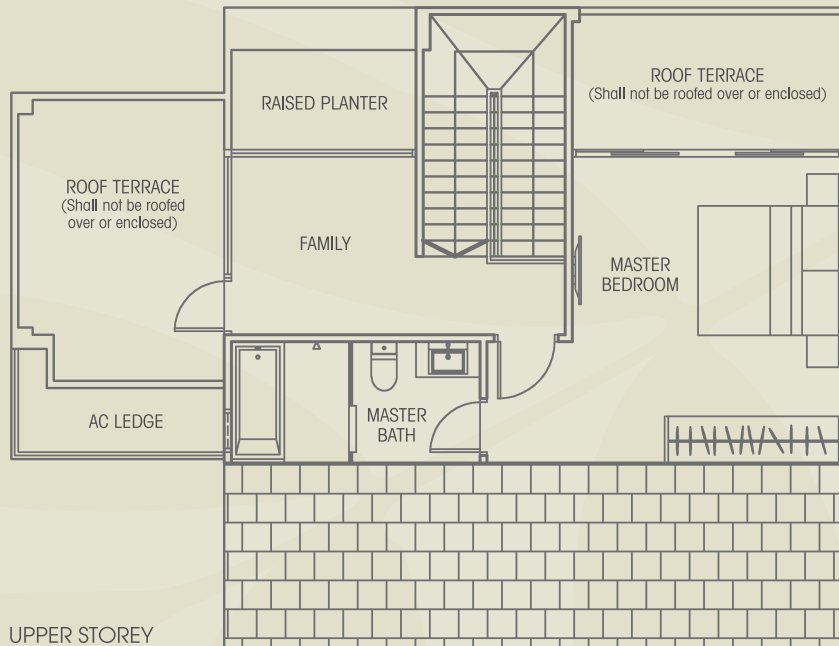 ROOF TERRACE
(Shall not be roofed over or enclosed)
RAISED PLANTER
ROOF TERRACE
(Shall not be roofed
over or enclosed)
FAMILY
MASTER
BEDROOM
AC LEDGE
MASTER
BATH
UPPER STOREY